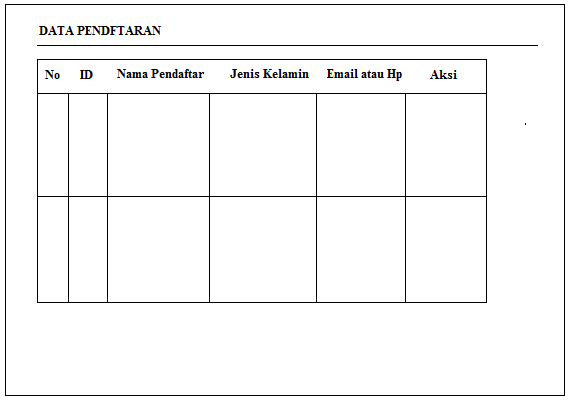 DATA PENDFTARAN
No ID Nama Pendaftar Jenis Kelamin Email atau Hp Aksi